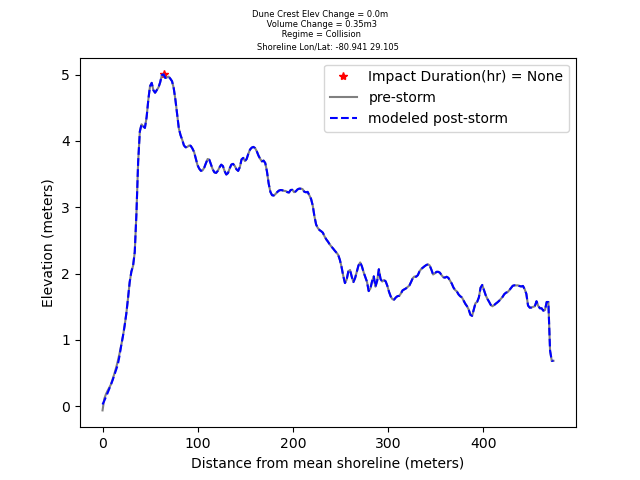 Dune Crest Elev Change = 0.0m
Volume Change = 0.35m3
Regime = Collision
Shoreline Lon/Lat: -80.941 29.105
Impact Duration(hr) = None
pre-storm
modeled post-storm
Elevation (meters)
5
4
3
2
1
0
0 100 200 300 400
Distance from mean shoreline (meters)